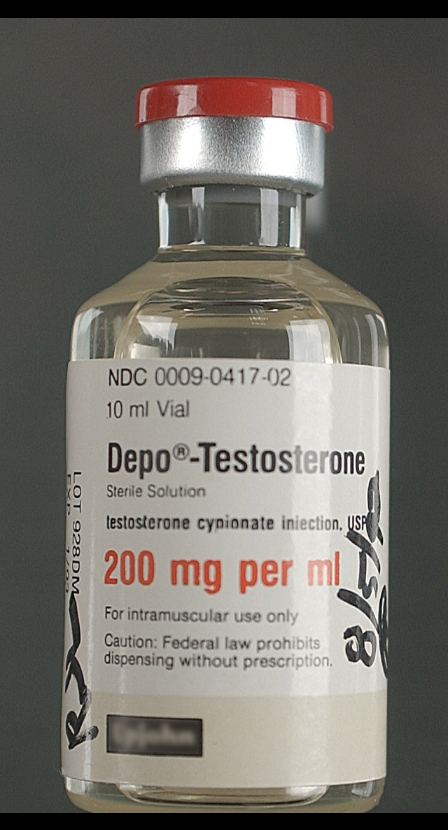 NDC 0009-0417-02
10 ml Vial
Depo®-Testosterone
Sterile Solution
testosterone cypionate injection, USP
200 mg per ml
For intramuscular use only
Caution: Federal law prohibits
dispensing without prescription.
LOT 928DM
EXP.